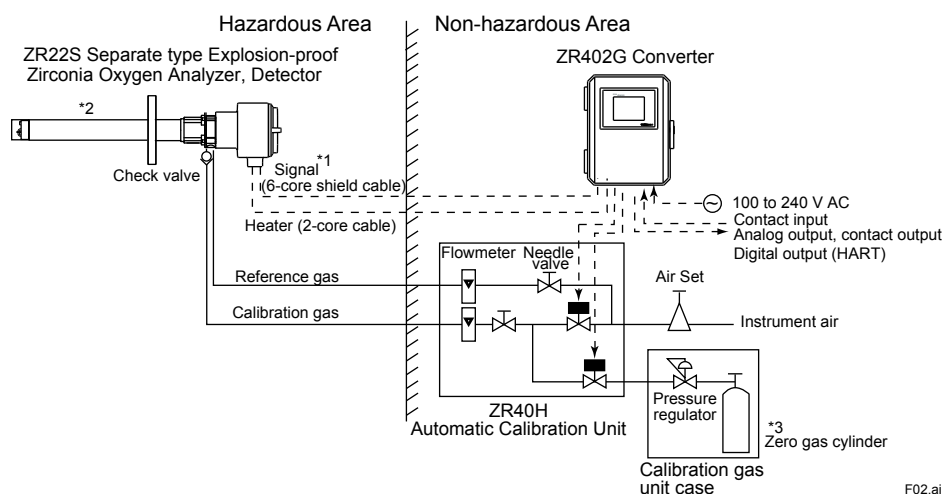 Hazardous Area
Non-hazardous Area
ZR22S Separate type Explosion-proof
Zirconia Oxygen Analyzer, Detector
ZR402G Converter
*2
Check valve
Signal *1
(6-core shield cable)
Heater (2-core cable)
100 to 240 V AC
Contact input
Analog output, contact output
Digital output (HART)
Flowmeter
Needle
valve
Reference gas
Air Set
Calibration gas
Instrument air
ZR40H
Automatic Calibration Unit
Pressure
regulator
*3
Zero gas cylinder
Calibration gas
unit case
F02.ai